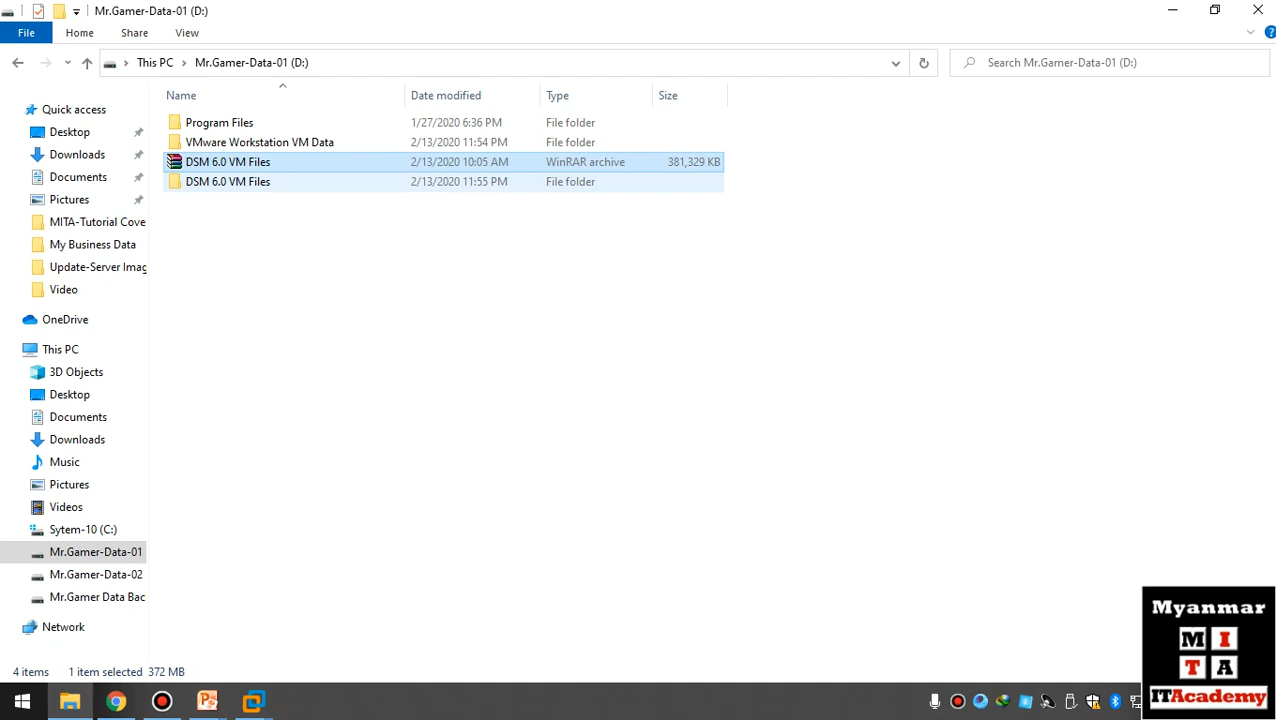 Mr.Gamer-Data-01 (D:)
File Home Share View
This PC Mr.Gamer-Data-01 (D:) Search Mr.Gamer-Data-01 (D:)
Name Date modified Type Size
Program Files 1/27/2020 6:36 PM File folder
VMware Workstation VM Data 2/13/2020 11:54 PM File folder
DSM 6.0 VM Files 2/13/2020 10:05 AM WinRAR archive 381,329 KB
DSM 6.0 VM Files 2/13/2020 11:55 PM File folder
Quick access
Desktop
Downloads
Documents
Pictures
MITA-Tutorial Cove
My Business Data
Update-Server Imag
Video
OneDrive
This PC
3D Objects
Desktop
Documents
Downloads
Music
Pictures
Videos
Sytem-10 (C:)
Mr.Gamer-Data-01
Mr.Gamer-Data-02
Mr.Gamer Data Bac
Network
4 items 1 item selected 372 MB
Myanmar
M I
T A
ITAcademy